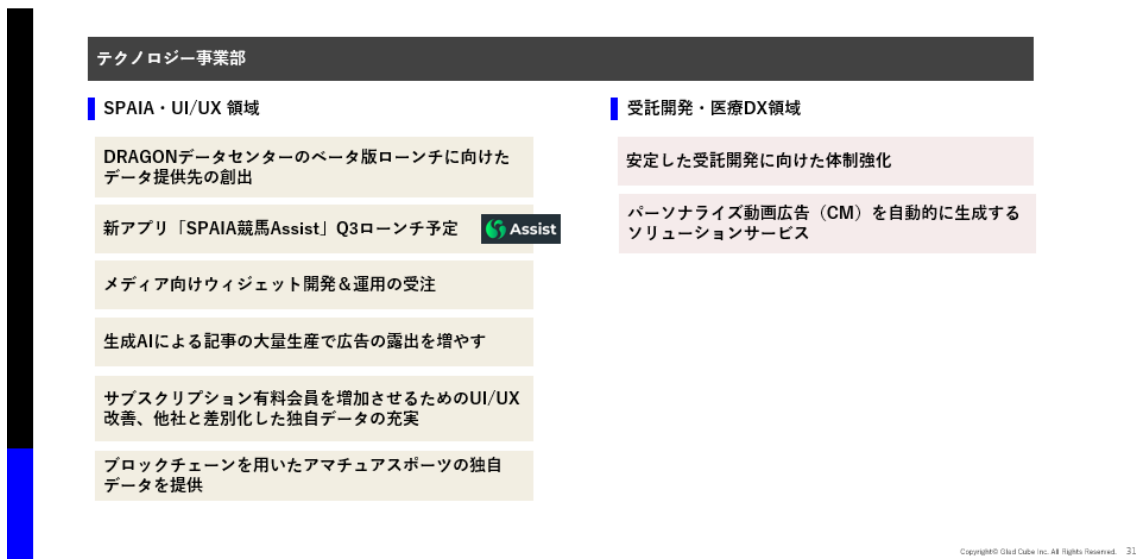 テクノロジー事業部
SPAIA・UI/UX 領域
DRAGONデータセンターのベータ版ローンチに向けた
データ提供先の創出
新アプリ「SPAIA競馬Assist」Q3ローンチ予定
Assist
メディア向けウィジェット開発＆運用の受注
生成AIによる記事の大量生産で広告の露出を増やす
サブスクリプション有料会員を増加させるためのUI/UX
改善、他社と差別化した独自データの充実
ブロックチェーンを用いたアマチュアスポーツの独自
データを提供
受託開発・医療DX領域
安定した受託開発に向けた体制強化
パーソナライズ動画広告（CM）を自動的に生成する
ソリューションサービス
Copyright© Glad Cube Inc. All Rights Reserved. 31